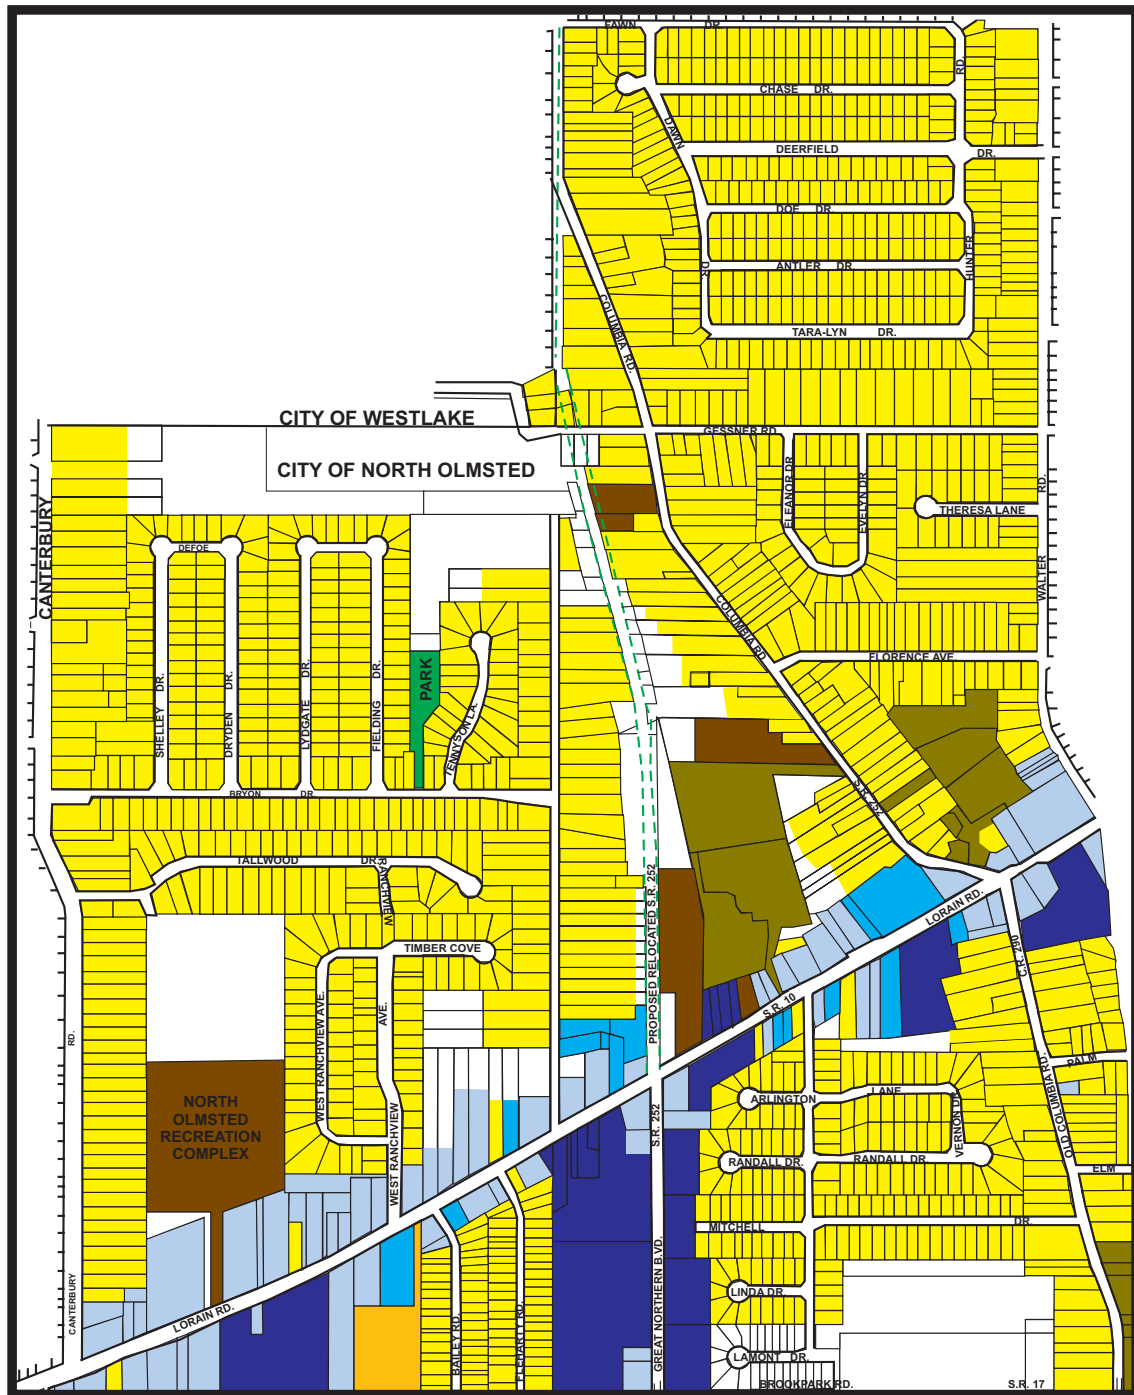 FAWN DR.
RD.
CHASE DR.
DAWN
DEERFIELD DR.
DOE DR.
HUNTER
DR.
ANTLER DR.
COLUMBIA RD.
TARA-LYN DR.
CITY OF WESTLAKE
GESSNER RD.
CITY OF NORTH OLMSTED
ELEANOR DR.
EVELYN DR.
RD.
THERESA LANE
CANTERBURY
DEFOE
WALTER
COLUMBIA RD.
FLORENCE AVE.
PARK
SHELLEY DR.
DRYDEN DR.
LYDGATE DR.
FIELDING DR.
TENNYSON LA.
S.R. 252
BRYON DR.
TALLWOOD DR.
RANCHVIEW
PROPOSED RELOCATED S.R. 252
LORAIN RD.
TIMBER COVE
C.R. 290
WEST RANCHVIEW AVE.
AVE.
S.R. 10
RD.
PALM
OLD COLUMBIA RD.
NORTH
OLMSTED
RECREATION
COMPLEX
WEST RANCHVIEW
S.R. 252
ARLINGTON LANE
VERNON DR.
RANDALL DR.
RANDALL DR.
ELM
MITCHELL DR.
GREAT NORTHERN BLVD.
LINDA DR.
CANTERBURY
LORAIN RD.
BAILEY RD.
FLEHARTY RD.
LAMONT DR.
BROOKPARK RD.
S.R. 17